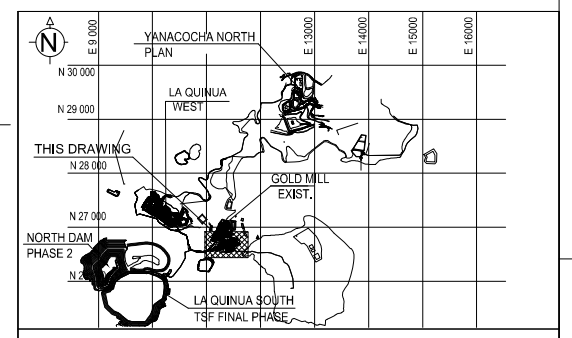 N
E 9 000
E 13000
E 14000
E 15000
E 16000
YANACOCHA NORTH
PLAN
N 30 000
LA QUINUA
WEST
N 29 000
THIS DRAWING
N 28 000
GOLD MILL
EXIST.
N 27 000
NORTH DAM
PHASE 2
LA QUINUA SOUTH
TSF FINAL PHASE